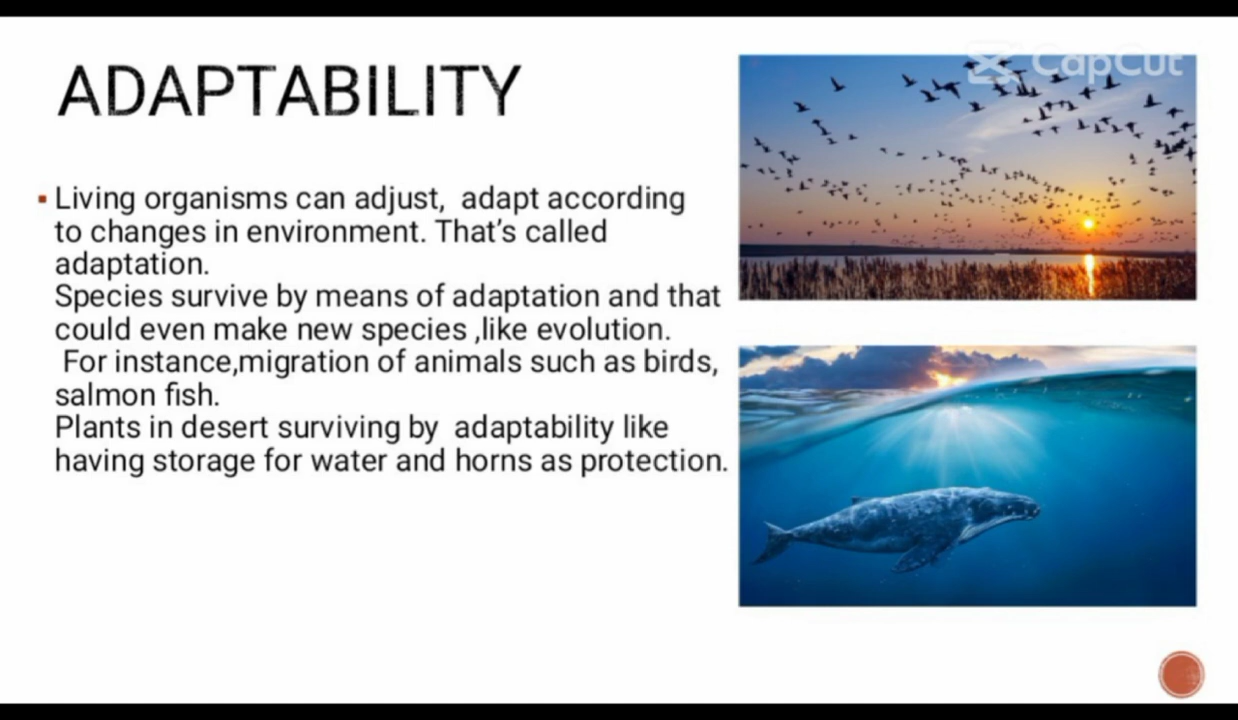 ADAPTABILITY
CapCut
Living organisms can adjust,  adapt according
to changes in environment. That's called
adaptation.
Species survive by means of adaptation and that
could even make new species ,like evolution.
For instance,migration of animals such as birds,
salmon fish.
Plants in desert surviving by  adaptability like
having storage for water and horns as protection.